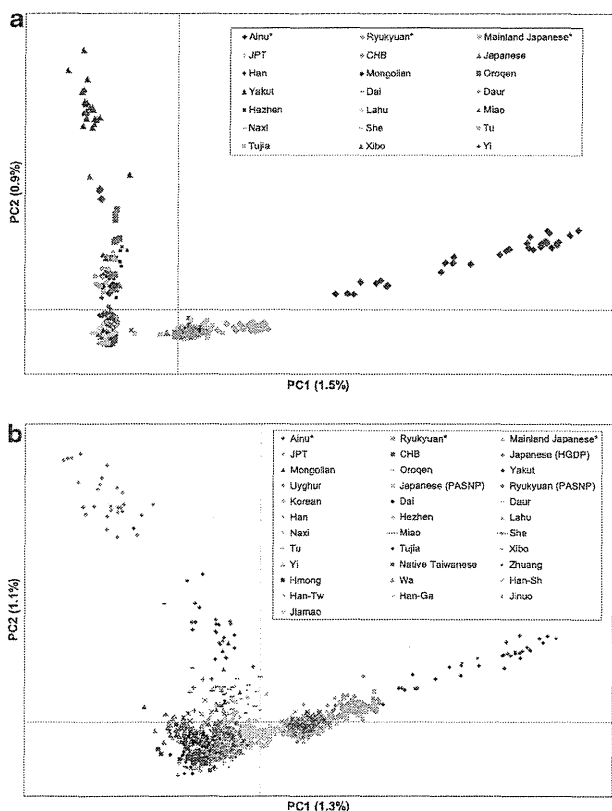 a
Ainu* Ryukyuan* Mainland Japanese*
JPT CHB Japanese
Han Mongolian Oroqen
Yakut Dai Daur
Hezhen Lahu Miao
Naxi She Tu
Tujia Xibo Yi
PC2 (0.9%)
PC1 (1.5%)
b
Ainu* Ryukyuan* Mainland Japanese*
JPT CHB Japanese (HGDP)
Mongolian Oroqen Yakut
Uyghur Japanese (PASNP) Ryukyuan (PASNP)
Korean Dai Daur
Han Hezhen Lahu
Naxi Miao She
Tu Tujia Xibo
Yi Native Taiwanese Zhuang
Hmong Wa Han-Sh
Han-Tw Han-Ga Jinuo
Jiamao
PC2 (1.1%)
PC1 (1.3%)